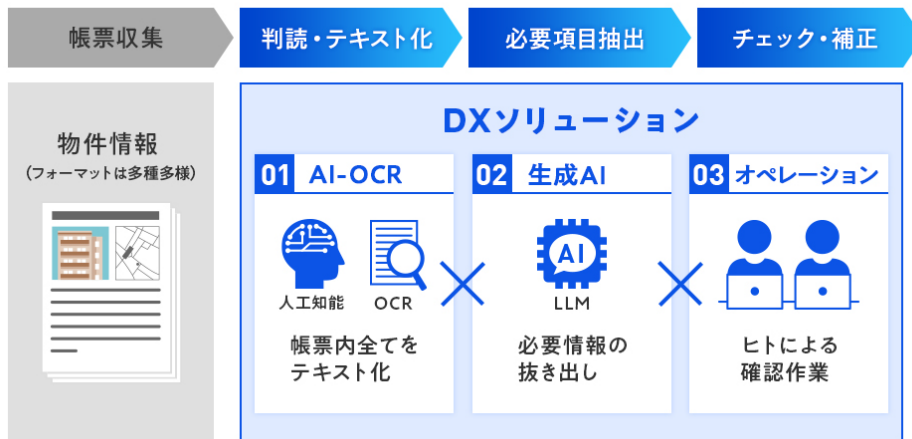 帳票収集
判読・テキスト化
必要項目抽出
チェック・補正
物件情報
(フォーマットは多種多様)
DXソリューション
01 AI-OCR
人工知能
OCR
帳票内全てを
テキスト化
02 生成AI
AI
LLM
必要情報の
抜き出し
03 オペレーション
ヒトによる
確認作業